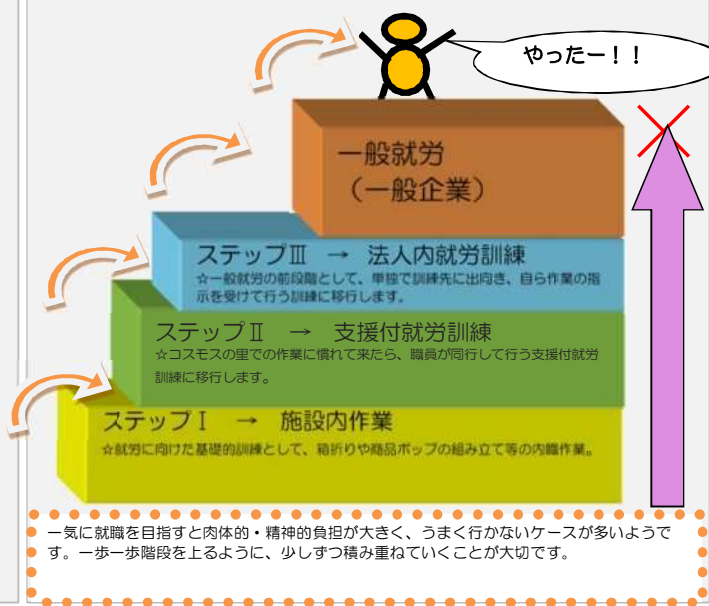 やったー！！
一般就労
（一般企業）
ステップⅢ → 法人内就労訓練
☆一般就労の前段階として、単独で訓練先に出向き、自ら作業の指
示を受けて行う訓練に移行します。
ステップⅡ → 支援付就労訓練
☆コスモスの里での作業に慣れて来たら、職員が同行して行う支援付就労
訓練に移行します。
ステップⅠ → 施設内作業
☆就労に向けた基礎的訓練として、箱折りや商品ポップの組み立て等の内職作業。
一気に就職を目指すと肉体的・精神的負担が大きく、うまく行かないケースが多いようで
す。一歩一歩階段を上るように、少しずつ積み重ねていくことが大切です。